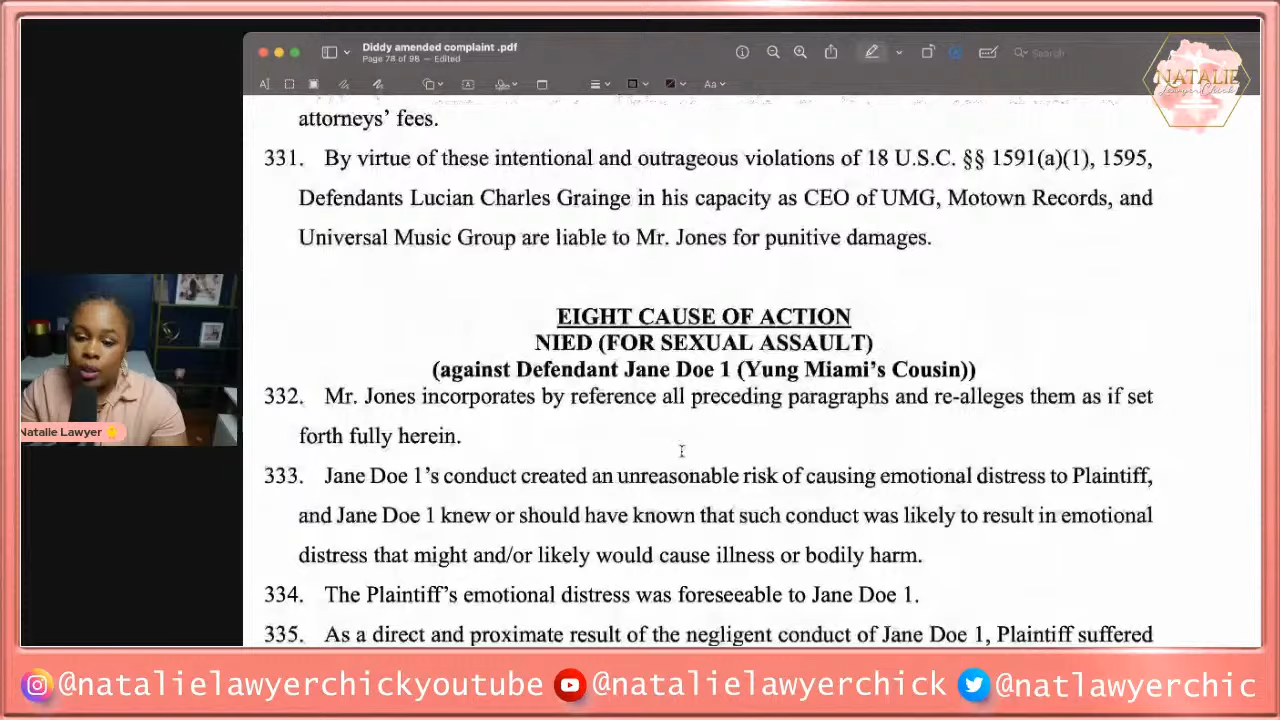 Diddy amended complaint .pdf
Page 78 of 98 — Edited
Search
NATALIE
LawyerChick
attorneys’ fees.
331. By virtue of these intentional and outrageous violations of 18 U.S.C. §§ 1591(a)(1), 1595,
Defendants Lucian Charles Grainge in his capacity as CEO of UMG, Motown Records, and
Universal Music Group are liable to Mr. Jones for punitive damages.
EIGHT CAUSE OF ACTION
NIED (FOR SEXUAL ASSAULT)
(against Defendant Jane Doe 1 (Yung Miami’s Cousin))
332. Mr. Jones incorporates by reference all preceding paragraphs and re-alleges them as if set
forth fully herein.
333. Jane Doe 1’s conduct created an unreasonable risk of causing emotional distress to Plaintiff,
and Jane Doe 1 knew or should have known that such conduct was likely to result in emotional
distress that might and/or likely would cause illness or bodily harm.
334. The Plaintiff’s emotional distress was foreseeable to Jane Doe 1.
335. As a direct and proximate result of the negligent conduct of Jane Doe 1, Plaintiff suffered
Natalie Lawyer
@natalielawyerchickyoutube @natalielawyerchick @natlawyerchic